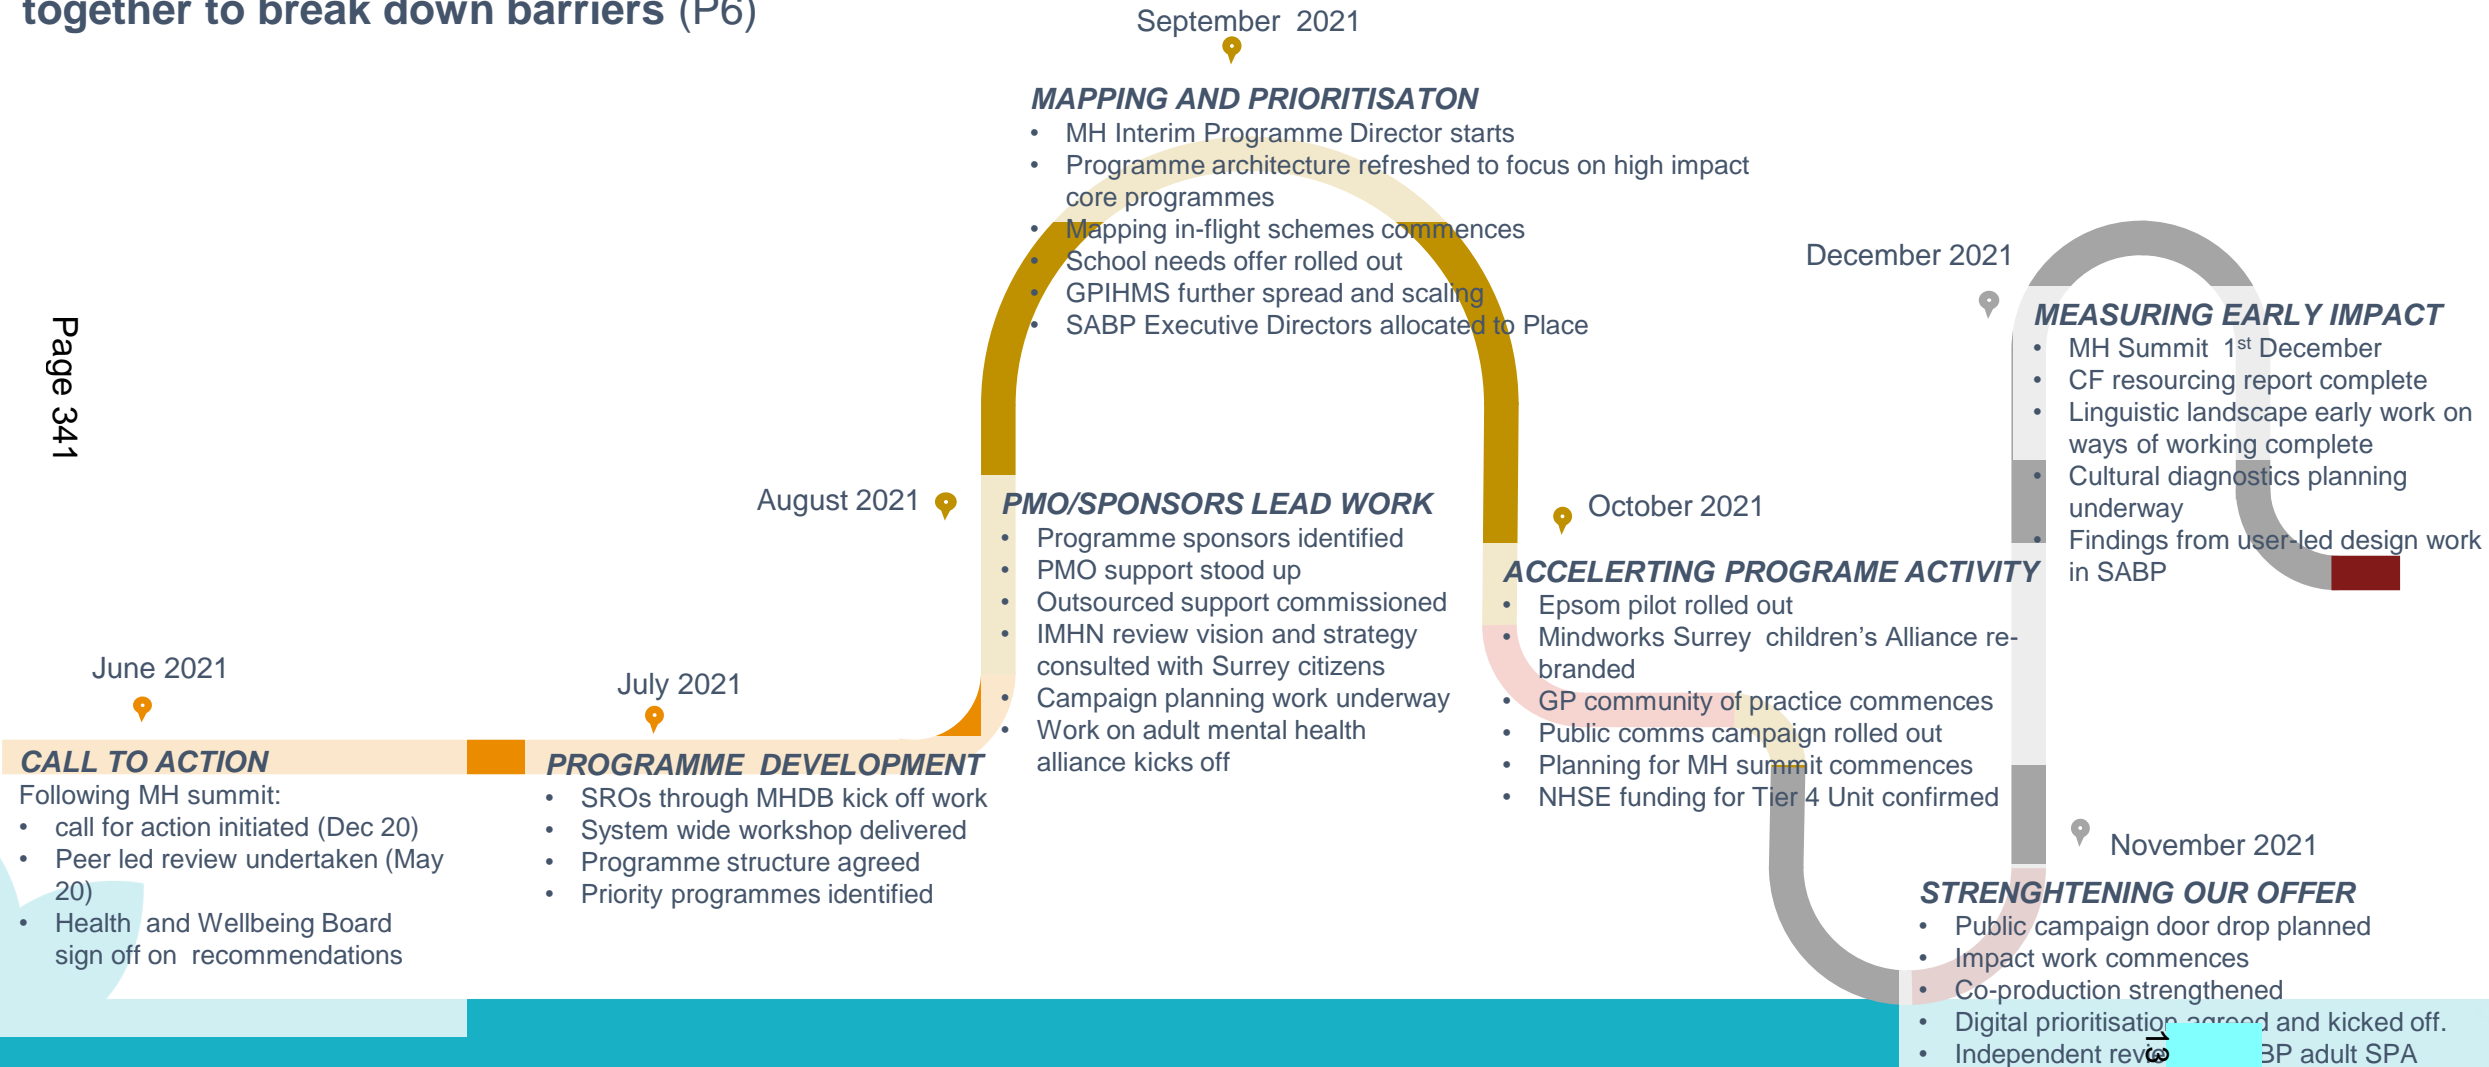 together to break down barriers (P6)
September 2021
MAPPING AND PRIORITISATON
• MH Interim Programme Director starts
• Programme architecture refreshed to focus on high impact
core programmes
• Mapping in-flight schemes commences
• School needs offer rolled out
• GPIHMS further spread and scaling
• SABP Executive Directors allocated to Place
December 2021
MEASURING EARLY IMPACT
• MH Summit 1st December
• CF resourcing report complete
• Linguistic landscape early work on
ways of working complete
• Cultural diagnostics planning
underway
• Findings from user-led design work
in SABP
Page 341
August 2021
PMO/SPONSORS LEAD WORK
• Programme sponsors identified
• PMO support stood up
• Outsourced support commissioned
• IMHN review vision and strategy
consulted with Surrey citizens
• Campaign planning work underway
• Work on adult mental health
alliance kicks off
October 2021
ACCELERTING PROGRAME ACTIVITY
• Epsom pilot rolled out
• Mindworks Surrey children's Alliance re-
branded
• GP community of practice commences
• Public comms campaign rolled out
• Planning for MH summit commences
• NHSE funding for Tier 4 Unit confirmed
June 2021
CALL TO ACTION
Following MH summit:
• call for action initiated (Dec 20)
• Peer led review undertaken (May
20)
• Health and Wellbeing Board
sign off on recommendations
July 2021
PROGRAMME DEVELOPMENT
• SROs through MHDB kick off work
• System wide workshop delivered
• Programme structure agreed
• Priority programmes identified
November 2021
STRENGHTENING OUR OFFER
• Public campaign door drop planned
• Impact work commences
• Co-production strengthened
• Digital prioritisation agreed and kicked off.
• Independent adult SPA
13